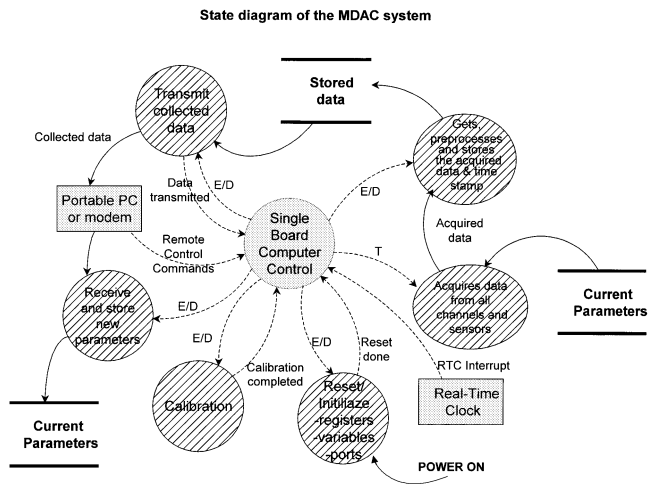 State diagram of the MDAC system
Transmit
collected
data
Stored
data
Gets,
preprocesses
and stores
the acquired
data & time
stamp
Collected data
Data
transmitted
E/D
E/D
Portable PC
or modem
Single
Board
Computer
Control
Acquired
data
Remote
Control
Commands
T
Receive
and store
new
parameters
E/D
Acquires data
from all
channels and
sensors
Current
Parameters
E/D
E/D
Reset
done
Calibration
completed
RTC Interrupt
Calibration
Reset/
Initiliaze
-registers
-variables
-ports
Real-Time
Clock
Current
Parameters
POWER ON